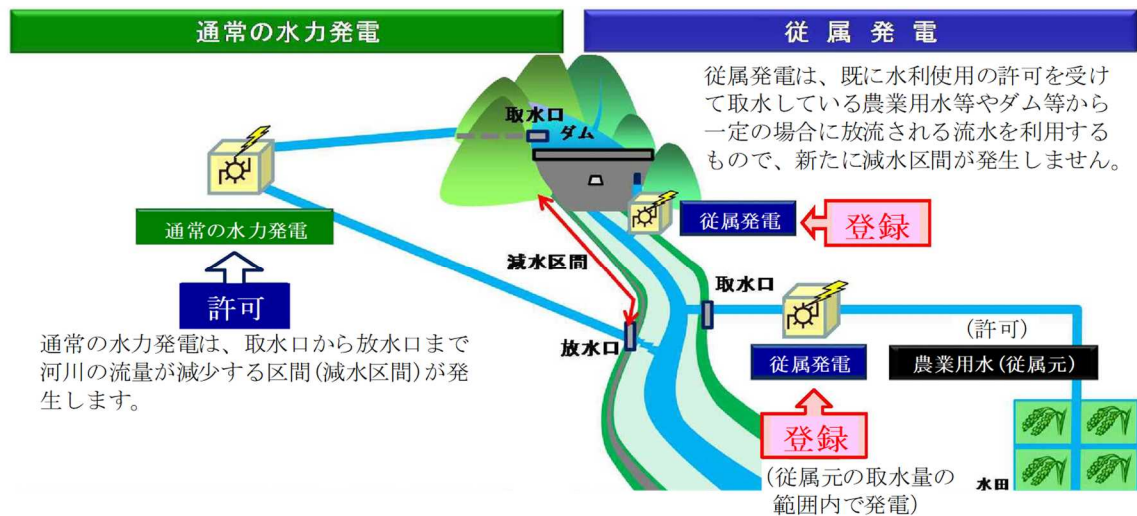 通常の水力発電
従属発電
従属発電は、既に水利使用の許可を受け
て取水している農業用水等やダム等から
一定の場合に放流される流水を利用する
もので、新たに減水区間が発生しません。
取水口
ダム
通常の水力発電
従属発電
登録
減水区間
許可
取水口
通常の水力発電は、取水口から放水口まで
河川の流量が減少する区間(減水区間)が発
生します。
放水口
(許可)
従属発電
農業用水(従属元)
登録
(従属元の取水量の
範囲内で発電)
水田